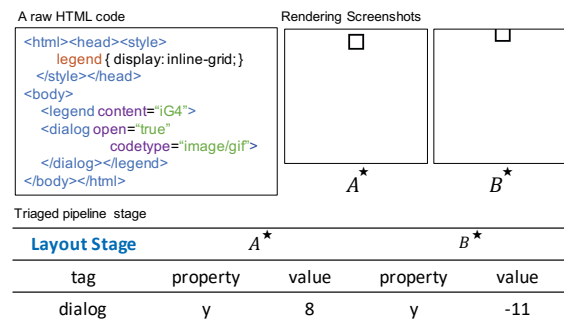 A raw HTML code
Rendering Screenshots
<html><head><style>
legend { display: inline-grid; }
</style></head>
<body>
<legend content="iG4">
<dialog open="true"
codetype="image/gif">
</dialog></legend>
</body></html>
A★ B★
Triaged pipeline stage
Layout Stage A★ B★
tag property value property value
dialog y 8 y -11